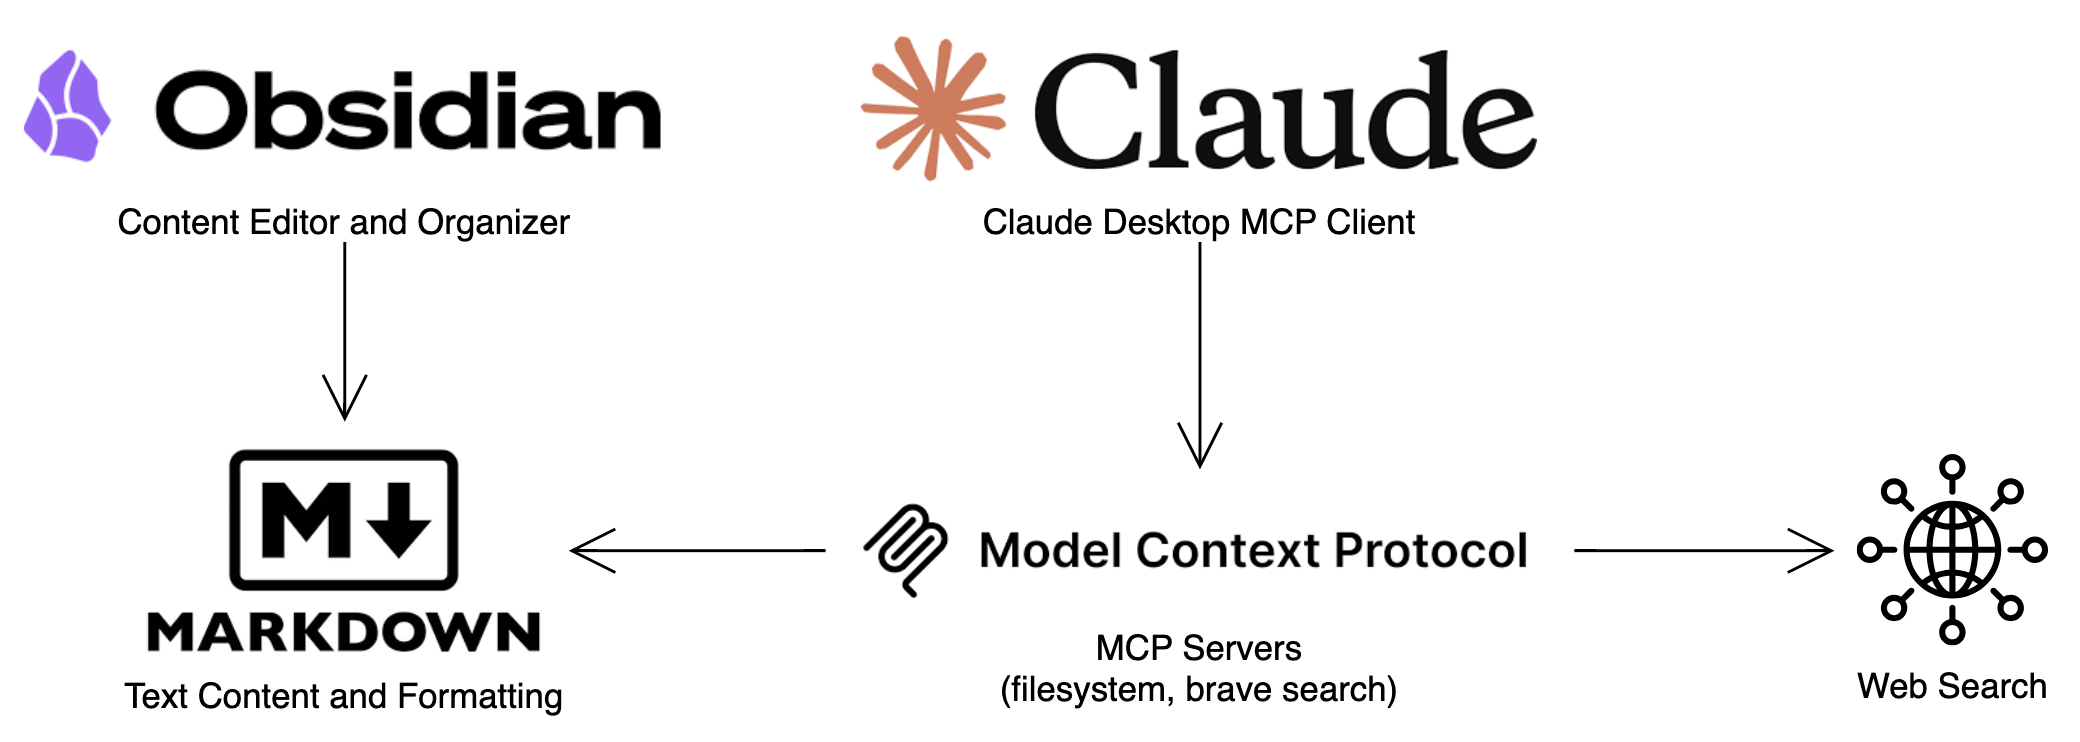 Obsidian
Claude
Content Editor and Organizer
Claude Desktop MCP Client
M
MARKDOWN
Text Content and Formatting
Model Context Protocol
MCP Servers
(filesystem, brave search)
Web Search